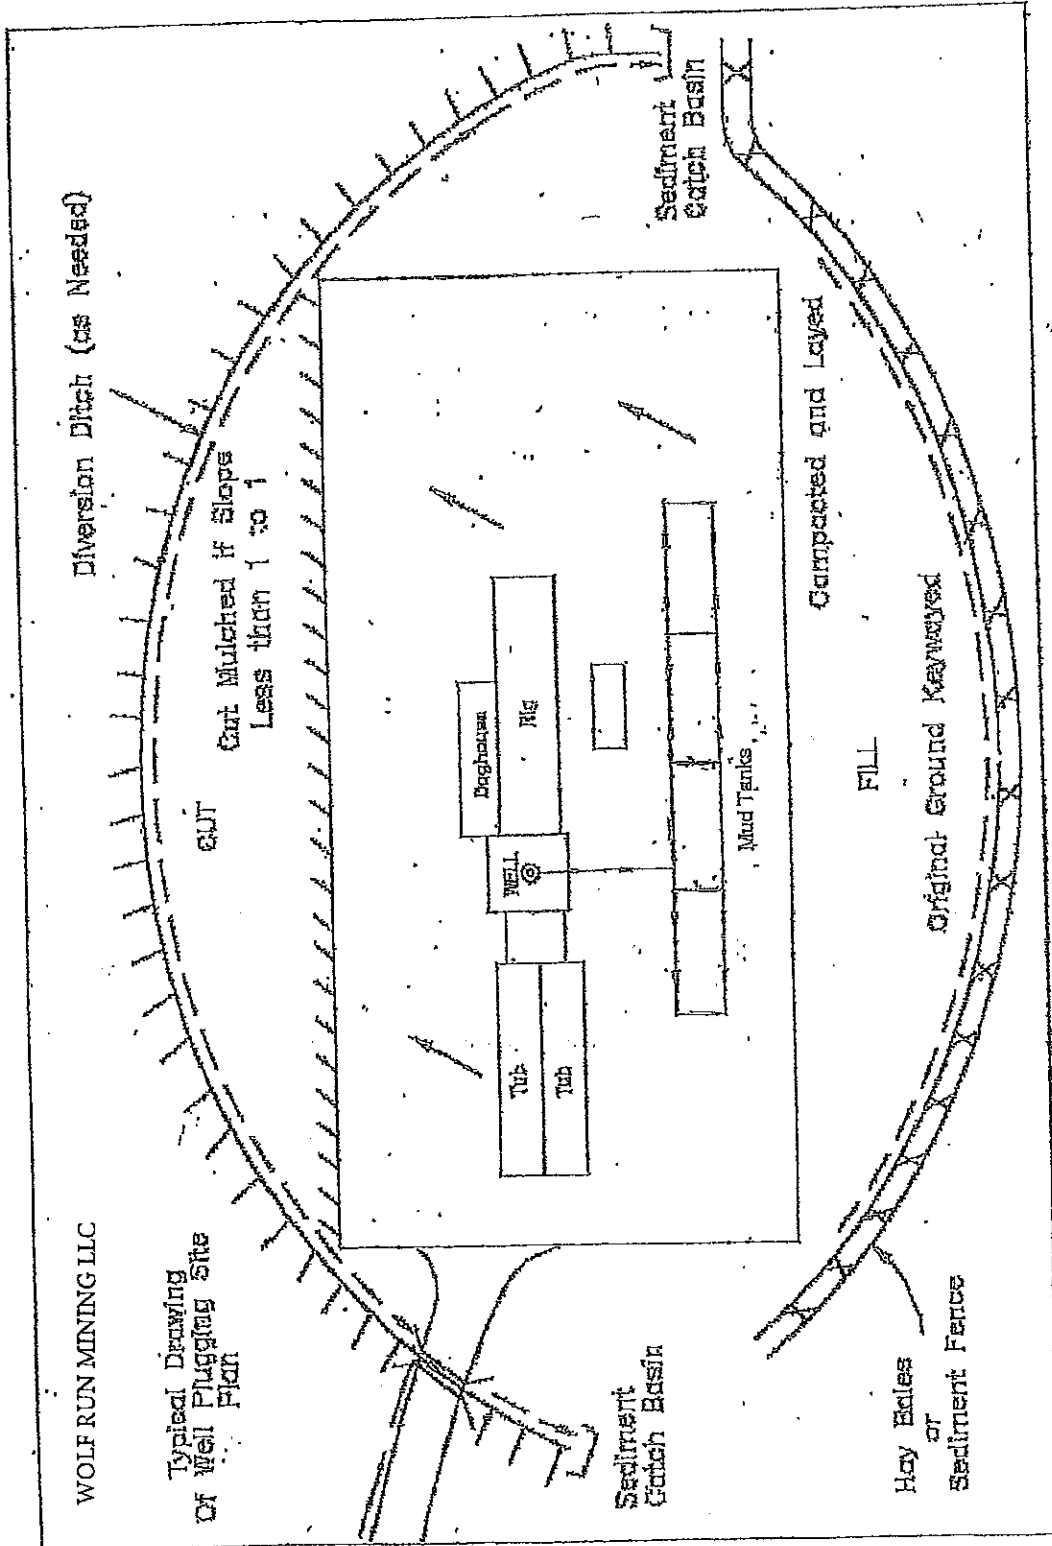 WOLF RUN MINING LLC
Typical Drawing
Of Well Plugging Site
Plan
Diversion Ditch (as Needed)
CUT
Cut Mulched if Slope
Less than 1 to 1
Sediment
Catch Basin
Doghouse
Rig
WELL
Tub
Tub
Mud Tanks
Compacted and Layed
FILL
Original Ground Keywayed
Sediment
Catch Basin
Hay Bales
or
Sediment Fence